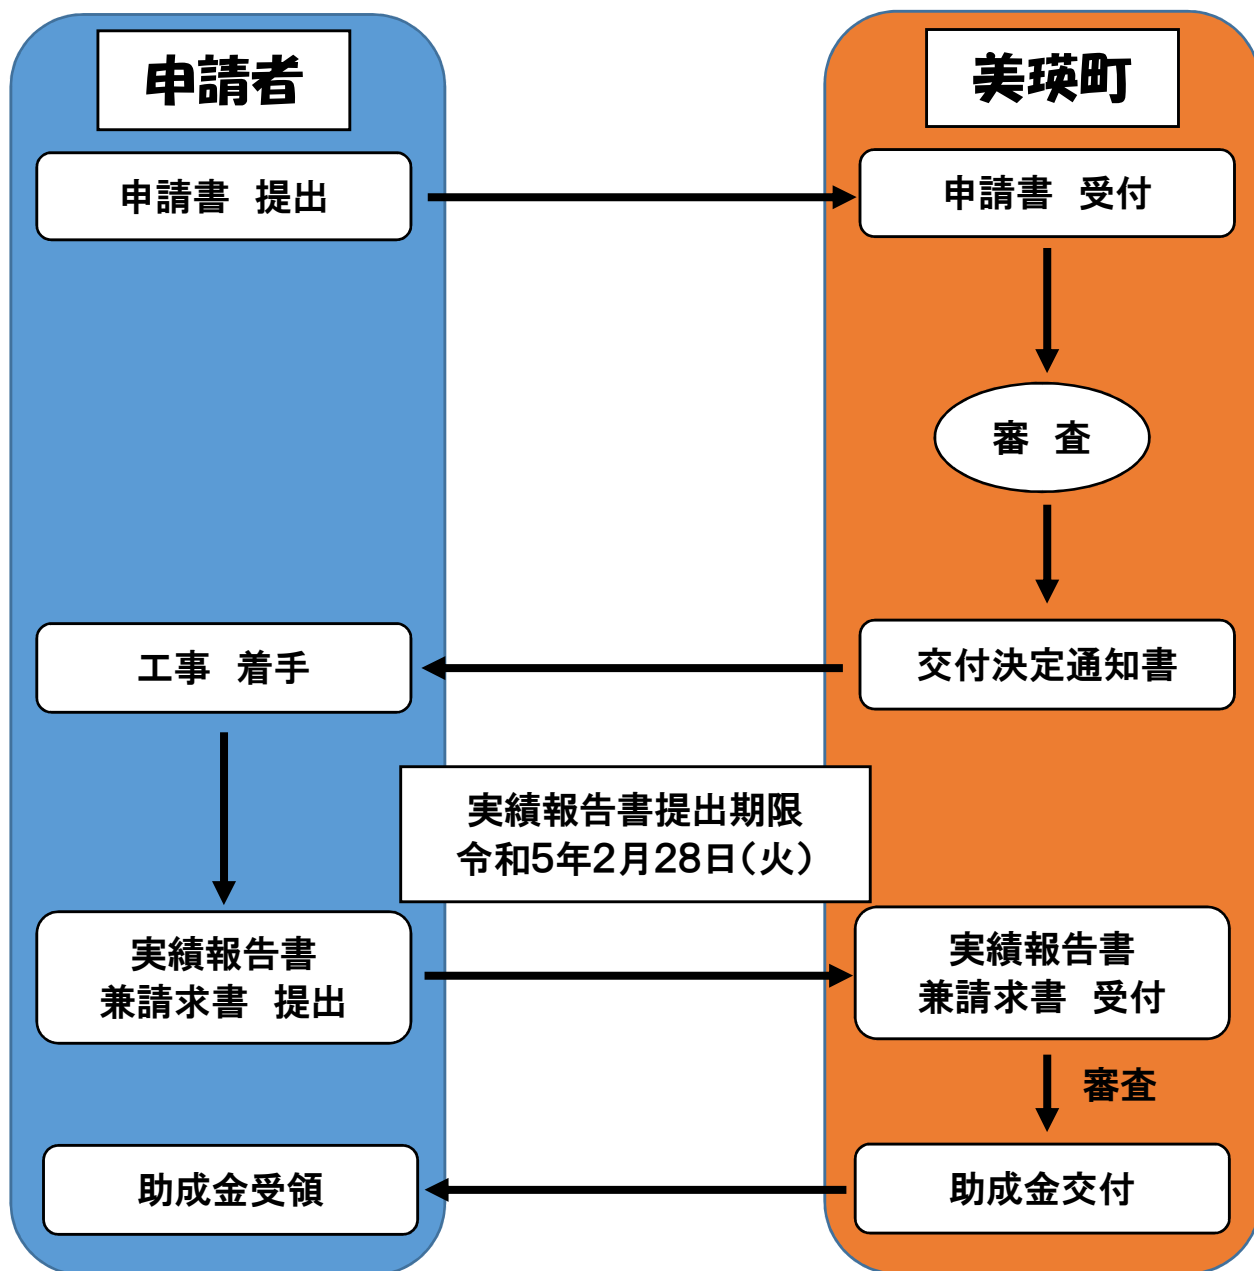 申請者
美瑛町
申請書　提出
申請書　受付
審　査
工事　着手
交付決定通知書
実績報告書提出期限
令和5年2月28日（火）
実績報告書
兼請求書　提出
実績報告書
兼請求書　受付
審査
助成金受領
助成金交付